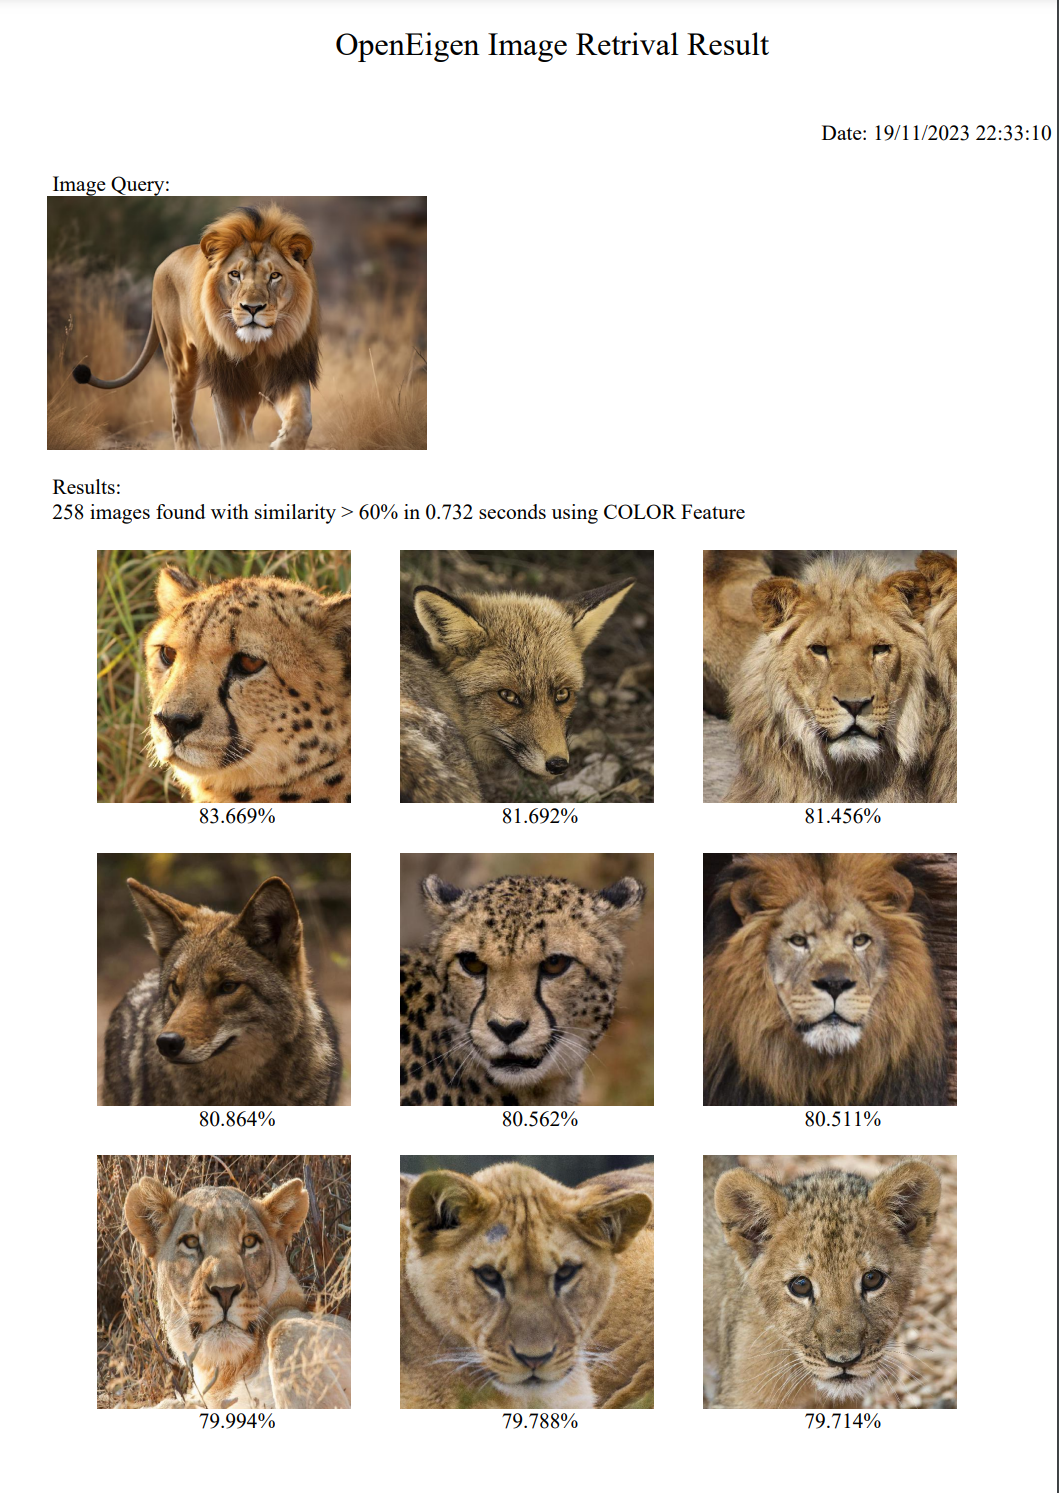 OpenEigen Image Retrival Result
Date: 19/11/2023 22:33:10
Image Query:
Results:
258 images found with similarity > 60% in 0.732 seconds using COLOR Feature
83.669%
81.692%
81.456%
80.864%
80.562%
80.511%
79.994%
79.788%
79.714%